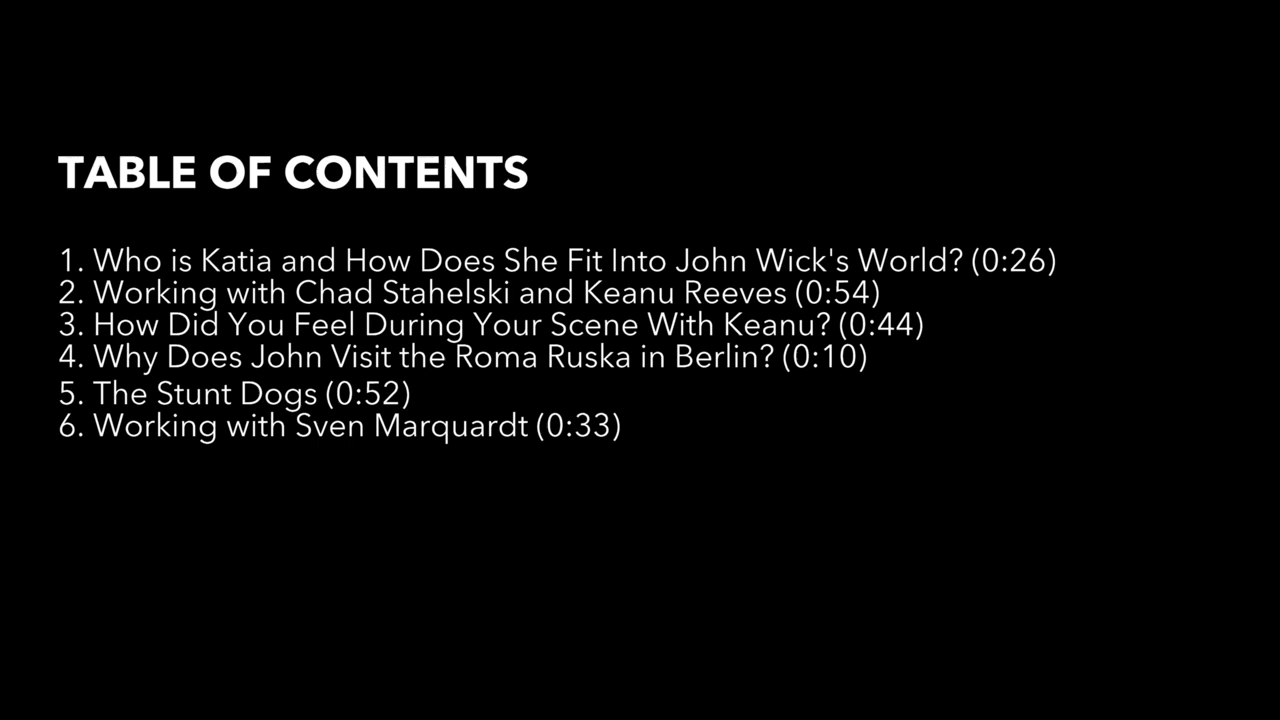 TABLE OF CONTENTS
1. Who is Katia and How Does She Fit Into John Wick's World? (0:26)
2. Working with Chad Stahelski and Keanu Reeves (0:54)
3. How Did You Feel During Your Scene With Keanu? (0:44)
4. Why Does John Visit the Roma Ruska in Berlin? (0:10)
5. The Stunt Dogs (0:52)
6. Working with Sven Marquardt (0:33)